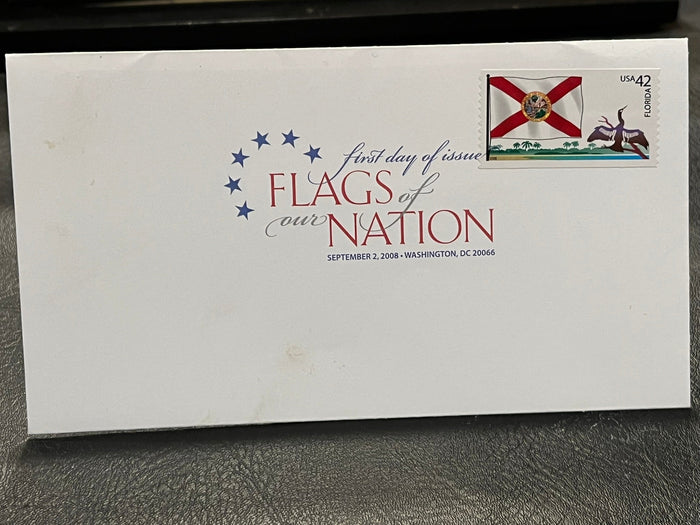 USA 42
FLORIDA
first day of issue
FLAGS of
our NATION
SEPTEMBER 2, 2008 • WASHINGTON, DC 20066